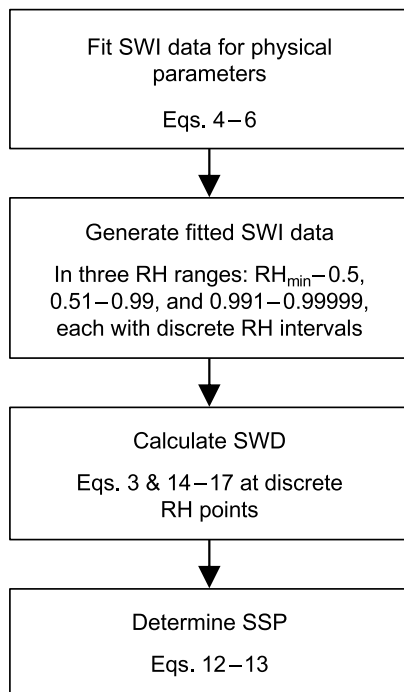 Fit SWI data for physical
parameters
Eqs. 4–6
Generate fitted SWI data
In three RH ranges: RHmin–0.5,
0.51–0.99, and 0.991–0.99999,
each with discrete RH intervals
Calculate SWD
Eqs. 3 & 14–17 at discrete
RH points
Determine SSP
Eqs. 12–13